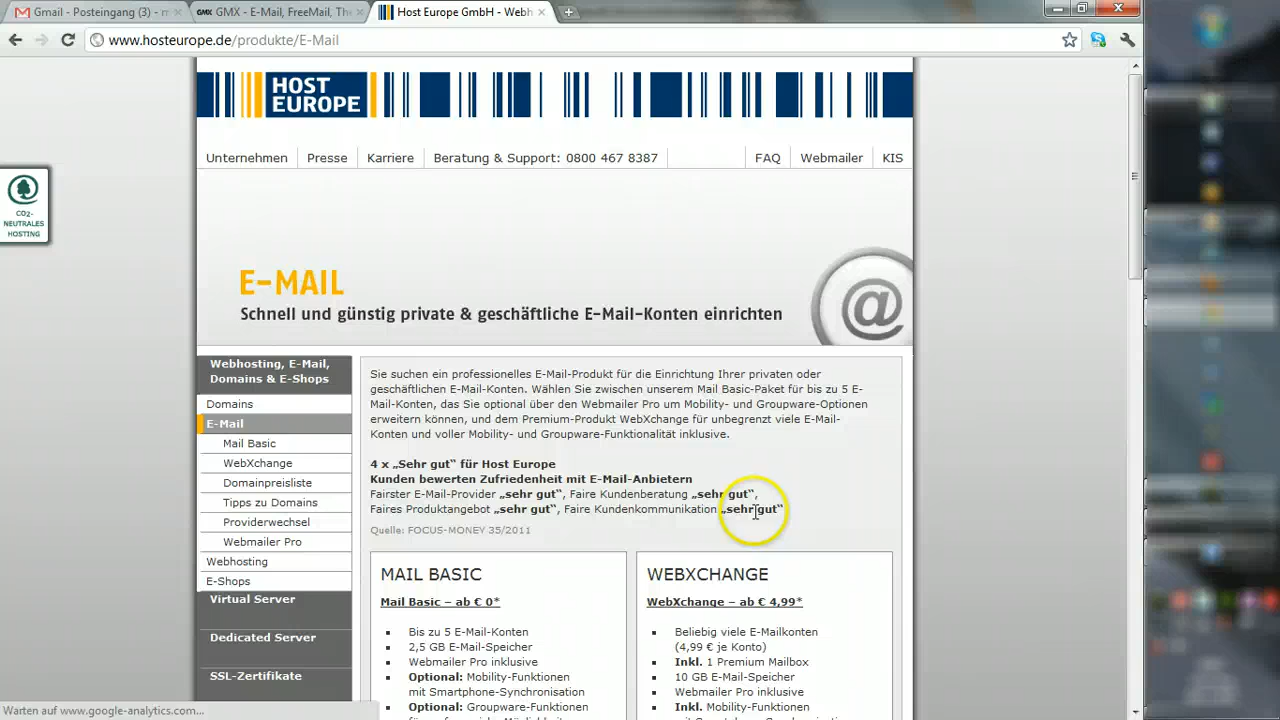 Gmail - Posteingang (3) - m
GMX - E-Mail, FreeMail, The
Host Europe GmbH - Webh
www.hosteurope.de/produkte/E-Mail
HOST
EUROPE
Unternehmen
Presse
Karriere
Beratung & Support: 0800 467 8387
FAQ
Webmailer
KIS
CO2-
NEUTRALES
HOSTING
E-MAIL
Schnell und günstig private & geschäftliche E-Mail-Konten einrichten
Webhosting, E-Mail,
Domains & E-Shops
Domains
E-Mail
Mail Basic
WebXchange
Domainpreisliste
Tipps zu Domains
Providerwechsel
Webmailer Pro
Webhosting
E-Shops
Virtual Server
Dedicated Server
SSL-Zertifikate
Sie suchen ein professionelles E-Mail-Produkt für die Einrichtung Ihrer privaten oder
geschäftlichen E-Mail-Konten. Wählen Sie zwischen unserem Mail Basic-Paket für bis zu 5 E-
Mail-Konten, das Sie optional über den Webmailer Pro um Mobility- und Groupware-Optionen
erweitern können, und dem Premium-Produkt WebXchange für unbegrenzt viele E-Mail-
Konten und voller Mobility- und Groupware-Funktionalität inklusive.
4 x „Sehr gut“ für Host Europe
Kunden bewerten Zufriedenheit mit E-Mail-Anbietern
Fairster E-Mail-Provider „sehr gut“, Faire Kundenberatung „sehr gut“,
Faires Produktangebot „sehr gut“, Faire Kundenkommunikation „sehr gut“
Quelle: FOCUS-MONEY 35/2011
MAIL BASIC
Mail Basic – ab € 0*
Bis zu 5 E-Mail-Konten
2,5 GB E-Mail-Speicher
Webmailer Pro inklusive
Optional: Mobility-Funktionen
mit Smartphone-Synchronisation
Optional: Groupware-Funktionen
WEBXCHANGE
WebXchange – ab € 4,99*
Beliebig viele E-Mailkonten
(4,99 € je Konto)
Inkl. 1 Premium Mailbox
10 GB E-Mail-Speicher
Webmailer Pro inklusive
Inkl. Mobility-Funktionen
Warten auf www.google-analytics.com...